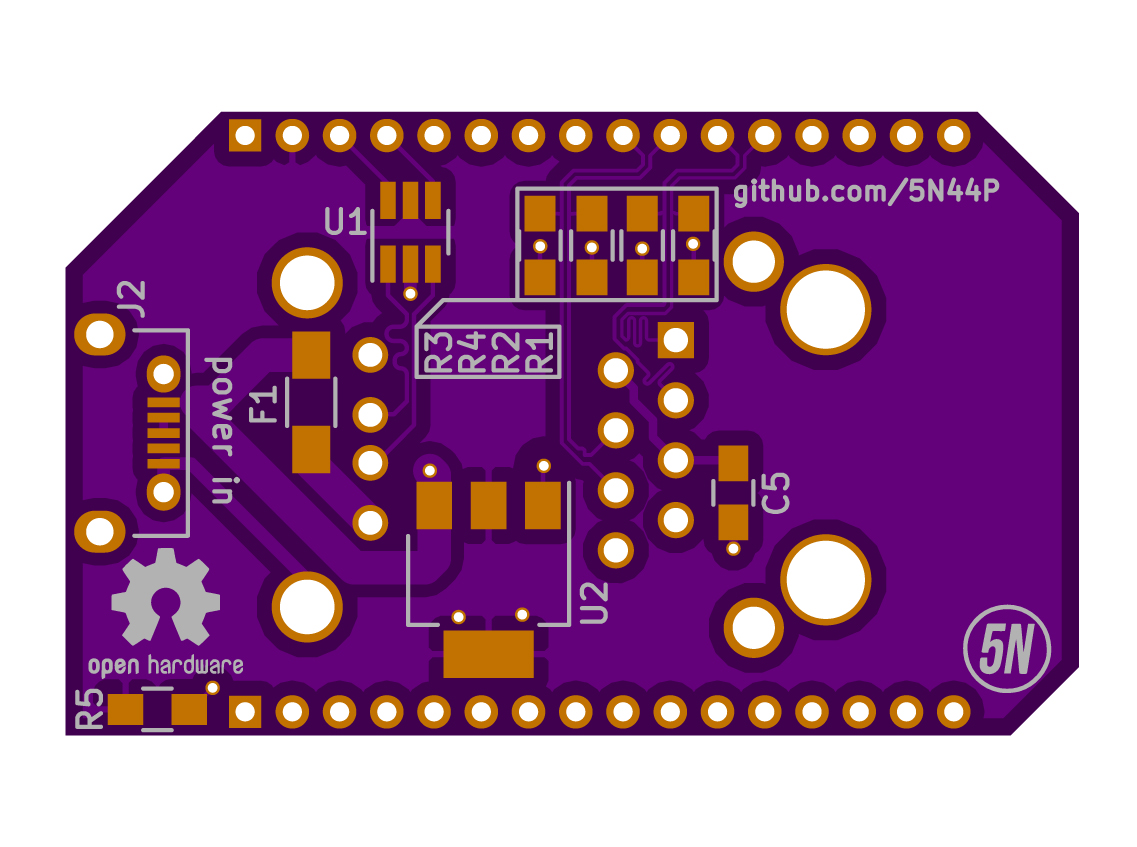 github.com/5N44P
U1
J2
R3
R4
R2
R1
power in
F1
C5
U2
open hardware
5N
R5